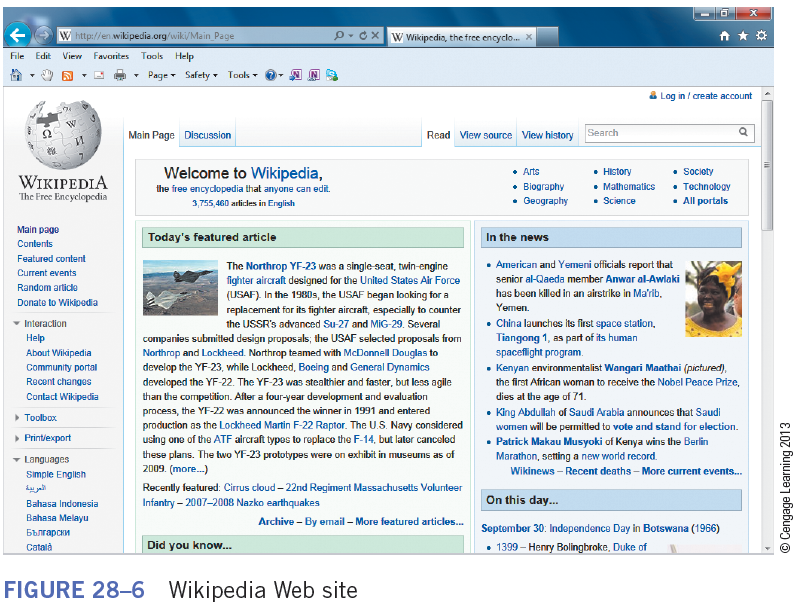 http://en.wikipedia.org/wiki/Main_Page
Wikipedia, the free encyclo...
File Edit View Favorites Tools Help
Page Safety Tools
Log in / create account
Main Page Discussion Read View source View history Search
WIKIPEDIA
The Free Encyclopedia
Main page
Contents
Featured content
Current events
Random article
Donate to Wikipedia
Interaction
Help
About Wikipedia
Community portal
Recent changes
Contact Wikipedia
Toolbox
Print/export
Languages
Simple English
العربية
Bahasa Indonesia
Bahasa Melayu
Български
Català
Welcome to Wikipedia,
the free encyclopedia that anyone can edit.
3,755,460 articles in English
• Arts
• Biography
• Geography
• History
• Mathematics
• Science
• Society
• Technology
• All portals
Today's featured article
The Northrop YF-23 was a single-seat, twin-engine
fighter aircraft designed for the United States Air Force
(USAF). In the 1980s, the USAF began looking for a
replacement for its fighter aircraft, especially to counter
the USSR's advanced Su-27 and MiG-29. Several
companies submitted design proposals; the USAF selected proposals from
Northrop and Lockheed. Northrop teamed with McDonnell Douglas to
develop the YF-23, while Lockheed, Boeing and General Dynamics
developed the YF-22. The YF-23 was stealthier and faster, but less agile
than the competition. After a four-year development and evaluation
process, the YF-22 was announced the winner in 1991 and entered
production as the Lockheed Martin F-22 Raptor. The U.S. Navy considered
using one of the ATF aircraft types to replace the F-14, but later canceled
these plans. The two YF-23 prototypes were on exhibit in museums as of
2009. (more...)
Recently featured: Cirrus cloud – 22nd Regiment Massachusetts Volunteer
Infantry – 2007–2008 Nazko earthquakes
Archive – By email – More featured articles...
Did you know...
In the news
• American and Yemeni officials report that
senior al-Qaeda member Anwar al-Awlaki
has been killed in an airstrike in Ma'rib,
Yemen.
• China launches its first space station,
Tiangong 1, as part of its human
spaceflight program.
• Kenyan environmentalist Wangari Maathai (pictured),
the first African woman to receive the Nobel Peace Prize,
dies at the age of 71.
• King Abdullah of Saudi Arabia announces that Saudi
women will be permitted to vote and stand for election.
• Patrick Makau Musyoki of Kenya wins the Berlin
Marathon, setting a new world record.
Wikinews – Recent deaths – More current events...
On this day...
September 30: Independence Day in Botswana (1966)
• 1399 – Henry Bolingbroke, Duke of
© Cengage Learning 2013
FIGURE 28–6 Wikipedia Web site